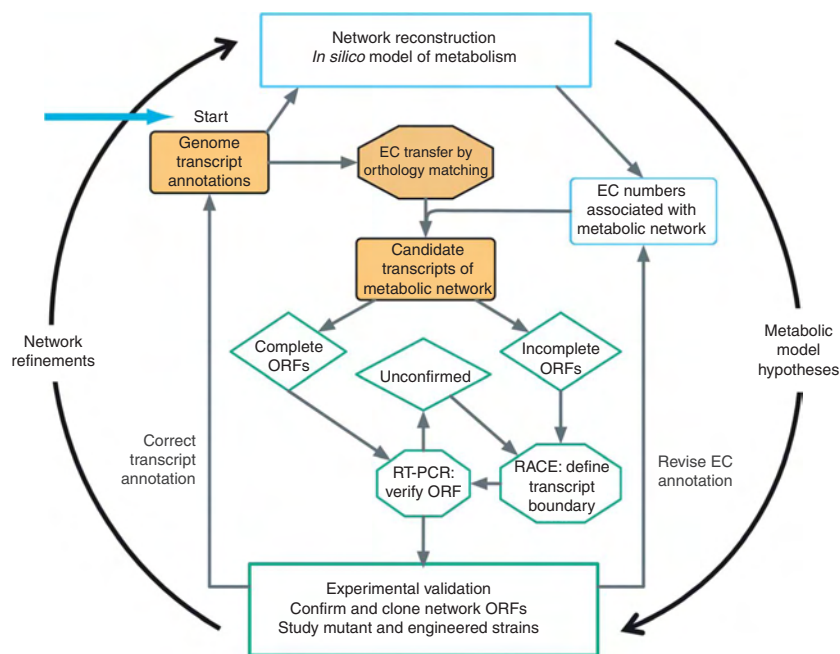 Network reconstruction
In silico model of metabolism
Start
Genome
transcript
annotations
EC transfer by
orthology matching
EC numbers
associated with
metabolic network
Candidate
transcripts of
metabolic network
Complete
ORFs
Unconfirmed
Incomplete
ORFs
Network
refinements
Metabolic
model
hypotheses
Correct
transcript
annotation
RT-PCR:
verify ORF
RACE: define
transcript
boundary
Revise EC
annotation
Experimental validation
Confirm and clone network ORFs
Study mutant and engineered strains